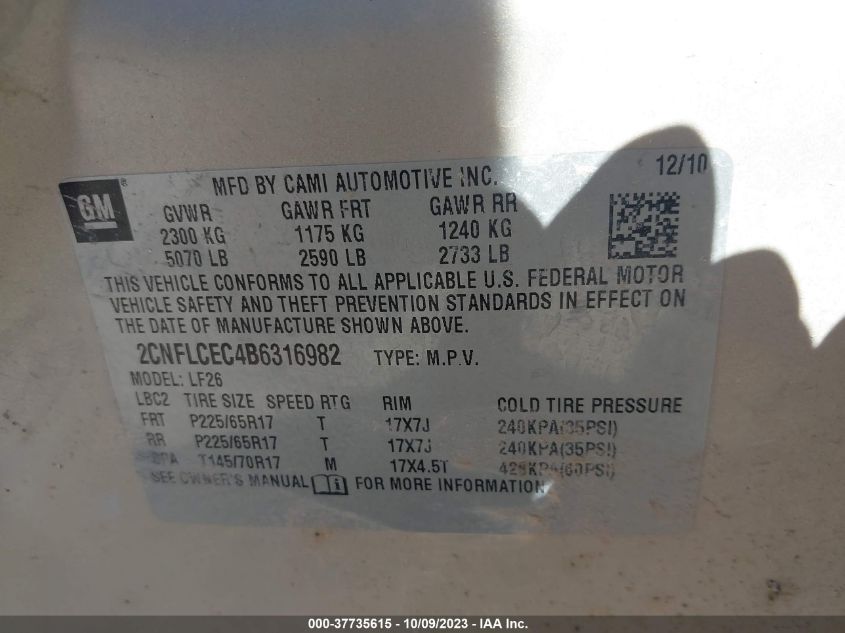 GM
MFD BY CAMI AUTOMOTIVE INC. 12/10
GVWR GAWR FRT GAWR RR
2300 KG 1175 KG 1240 KG
5070 LB 2590 LB 2733 LB
THIS VEHICLE CONFORMS TO ALL APPLICABLE U.S. FEDERAL MOTOR
VEHICLE SAFETY AND THEFT PREVENTION STANDARDS IN EFFECT ON
THE DATE OF MANUFACTURE SHOWN ABOVE.
2CNFLCEC4B6316982 TYPE: M.P.V.
MODEL: LF26
LBC2 TIRE SIZE SPEED RTG RIM COLD TIRE PRESSURE
FRT P225/65R17 T 17X7J 240KPA(35PSI)
RR P225/65R17 T 17X7J 240KPA(35PSI)
SPA T145/70R17 M 17X4.5T 420KPA(60PSI)
SEE OWNER'S MANUAL FOR MORE INFORMATION
000-37735615 - 10/09/2023 - IAA Inc.